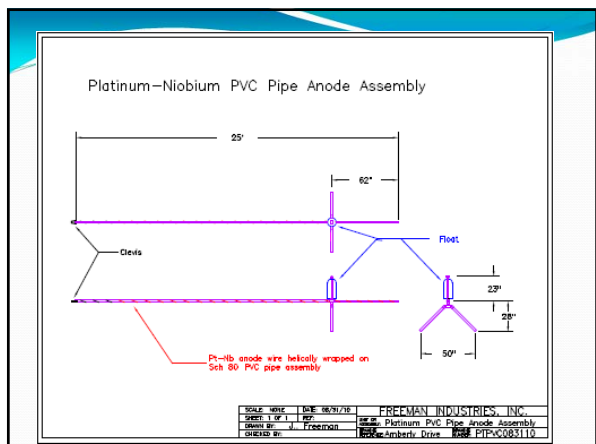 Platinum-Niobium PVC Pipe Anode Assembly
25'
62"
Clevis
Float
23"
28"
50"
Pt-Nb anode wire helically wrapped on
Sch 80 PVC pipe assembly
SCALE: NONE DATE: 08/31/10 FREEMAN INDUSTRIES, INC.
SHEET: 1 OF 1 REF:
Platinum PVC Pipe Anode Assembly
DRAWN BY: J. Freeman
CHECKED BY: Amberly Drive PTPVC083110